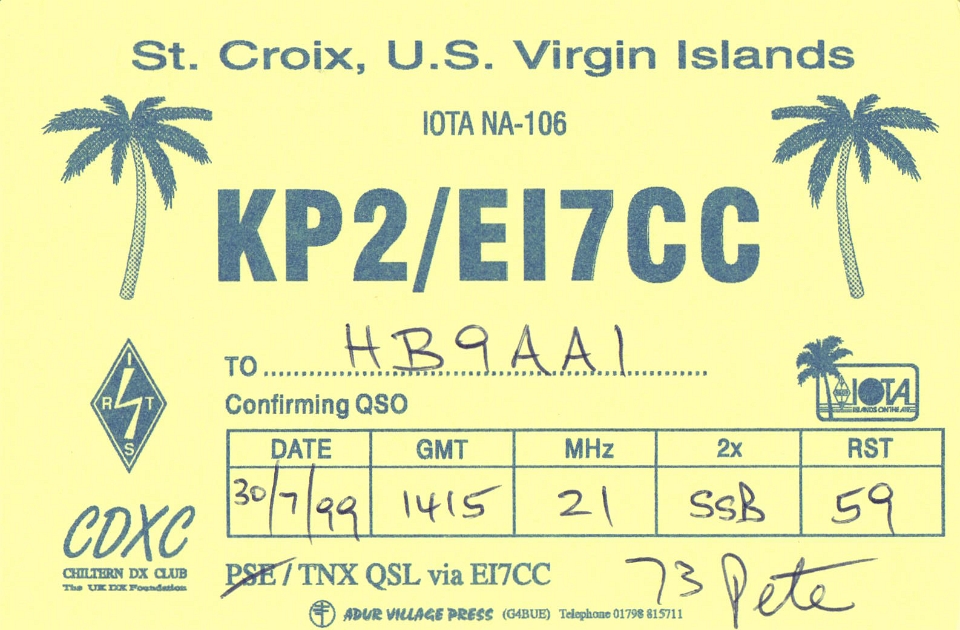 St. Croix, U.S. Virgin Islands
IOTA NA-106
KP2/EI7CC
TO HB9AAI
Confirming QSO
I
R T
S
IOTA
ISLANDS ON THE AIR
DATE GMT MHz 2x RST
30/7/99 1415 21 SSB 59
CDXC
CHILTERN DX CLUB
The UK DX Foundation
PSE / TNX QSL via EI7CC
73 Pete
ADUR VILLAGE PRESS (G4BUE) Telephone 01798 815711